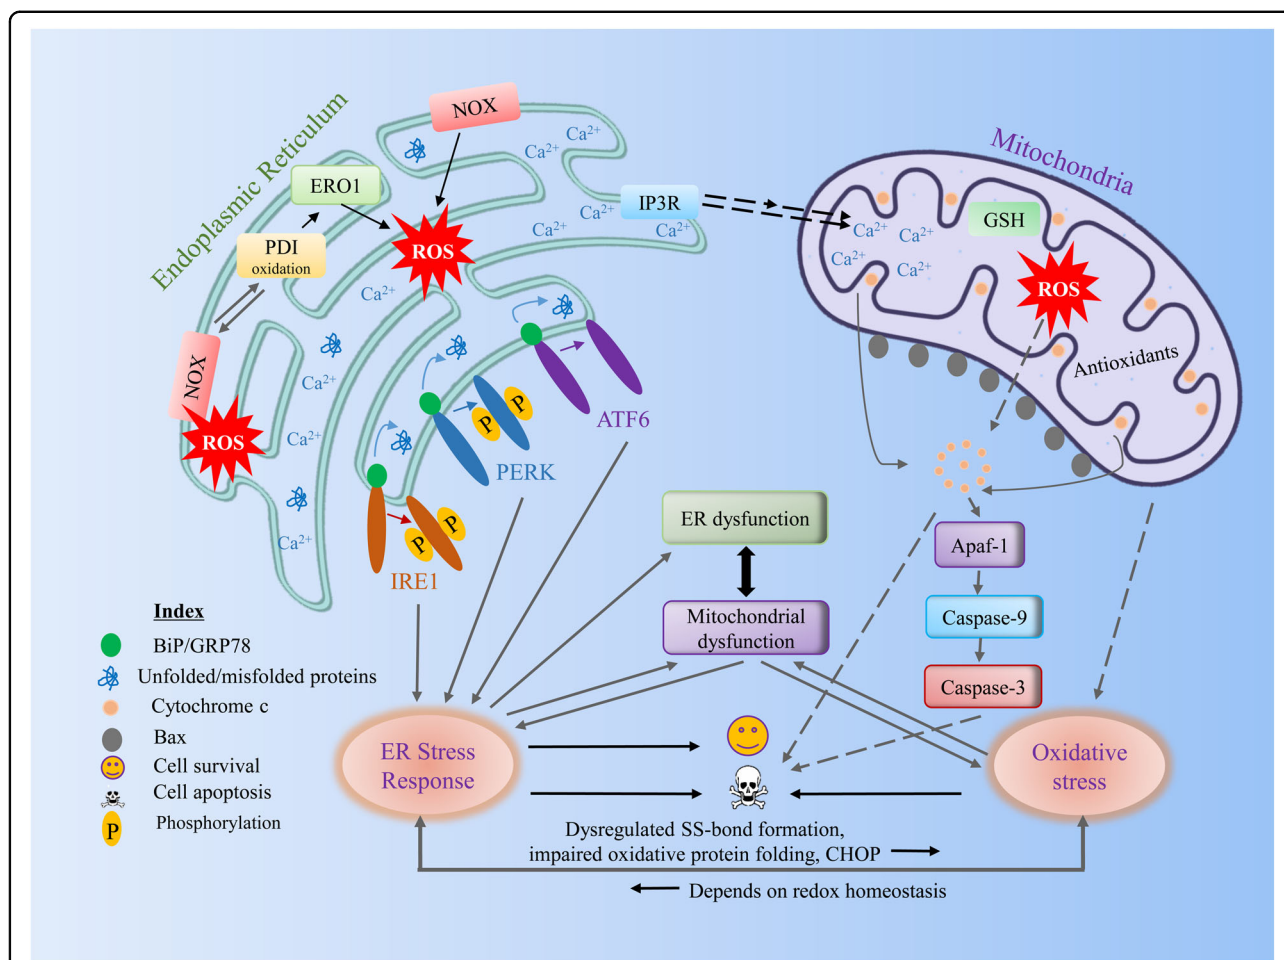 Endoplasmic Reticulum
NOX
Ca²⁺
Ca²⁺
Mitochondria
ERO1
IP3R
Ca²⁺
Ca²⁺
Ca²⁺
GSH
PDI
oxidation
ROS
Ca²⁺
Ca²⁺
Ca²⁺
Ca²⁺
Ca²⁺
ROS
Ca²⁺
NOX
Ca²⁺
Antioxidants
ROS
Ca²⁺
P
P
ATF6
PERK
Ca²⁺
P
P
IRE1
ER dysfunction
Apaf-1
Mitochondrial
dysfunction
Caspase-9
Caspase-3
Index
BiP/GRP78
Unfolded/misfolded proteins
Cytochrome c
Bax
Cell survival
Cell apoptosis
P
Phosphorylation
ER Stress
Response
Oxidative
stress
Dysregulated SS-bond formation,
impaired oxidative protein folding, CHOP
Depends on redox homeostasis